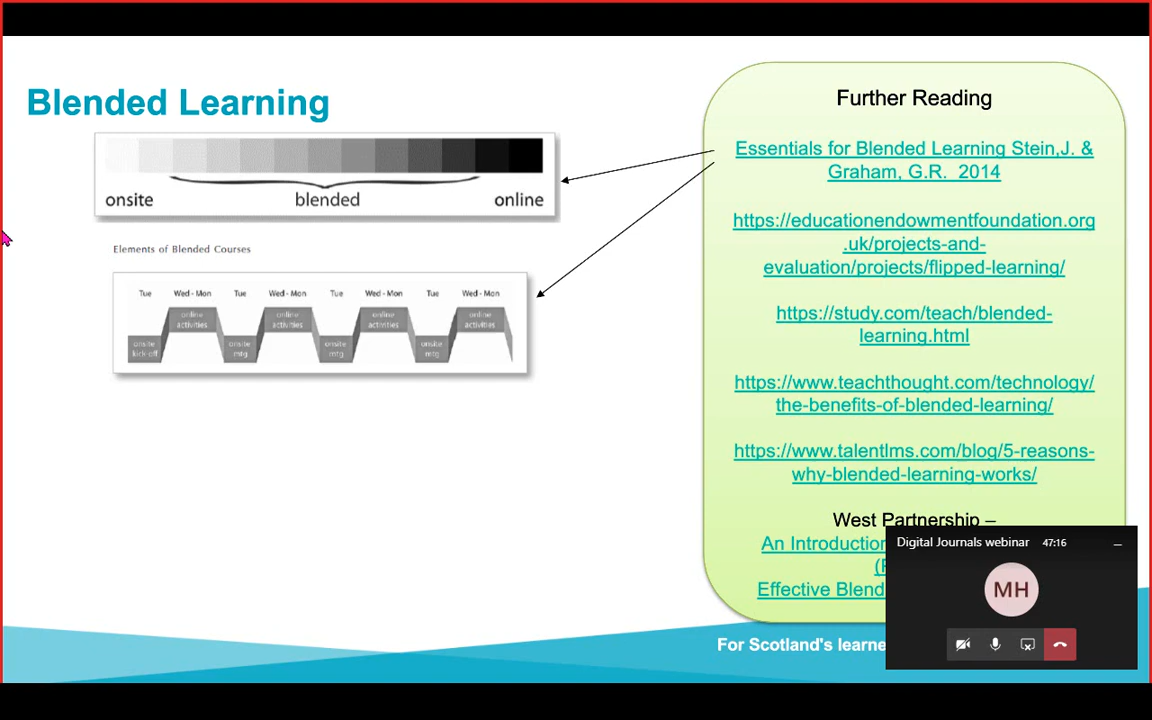 Blended Learning
onsite
blended
online
Elements of Blended Courses
Tue Wed - Mon Tue Wed - Mon Tue Wed - Mon Tue Wed - Mon
online activities online activities online activities online activities
onsite kick-off onsite mtg onsite mtg onsite mtg
Further Reading
Essentials for Blended Learning Stein,J. &
Graham, G.R. 2014
https://educationendowmentfoundation.org
.uk/projects-and-
evaluation/projects/flipped-learning/
https://study.com/teach/blended-
learning.html
https://www.teachthought.com/technology/
the-benefits-of-blended-learning/
https://www.talentlms.com/blog/5-reasons-
why-blended-learning-works/
West Partnership –
An Introduction
Effective Blend
For Scotland's learne
Digital Journals webinar 47:16
MH